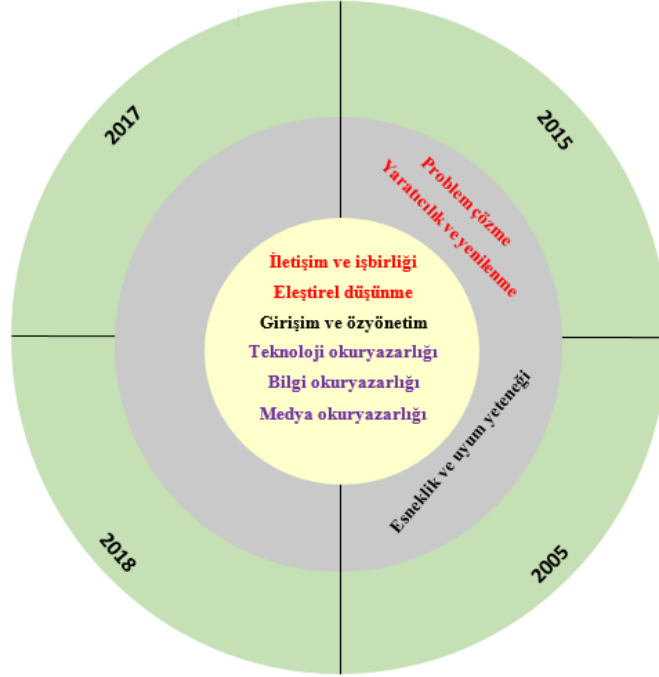 2017
2015
Problem çözme
Yaratıcılık ve yenilenme
İletişim ve işbirliği
Eleştirel düşünme
Girişim ve özyönetim
Teknoloji okuryazarlığı
Bilgi okuryazarlığı
Medya okuryazarlığı
Esneklik ve uyum yeteneği
2018
2005